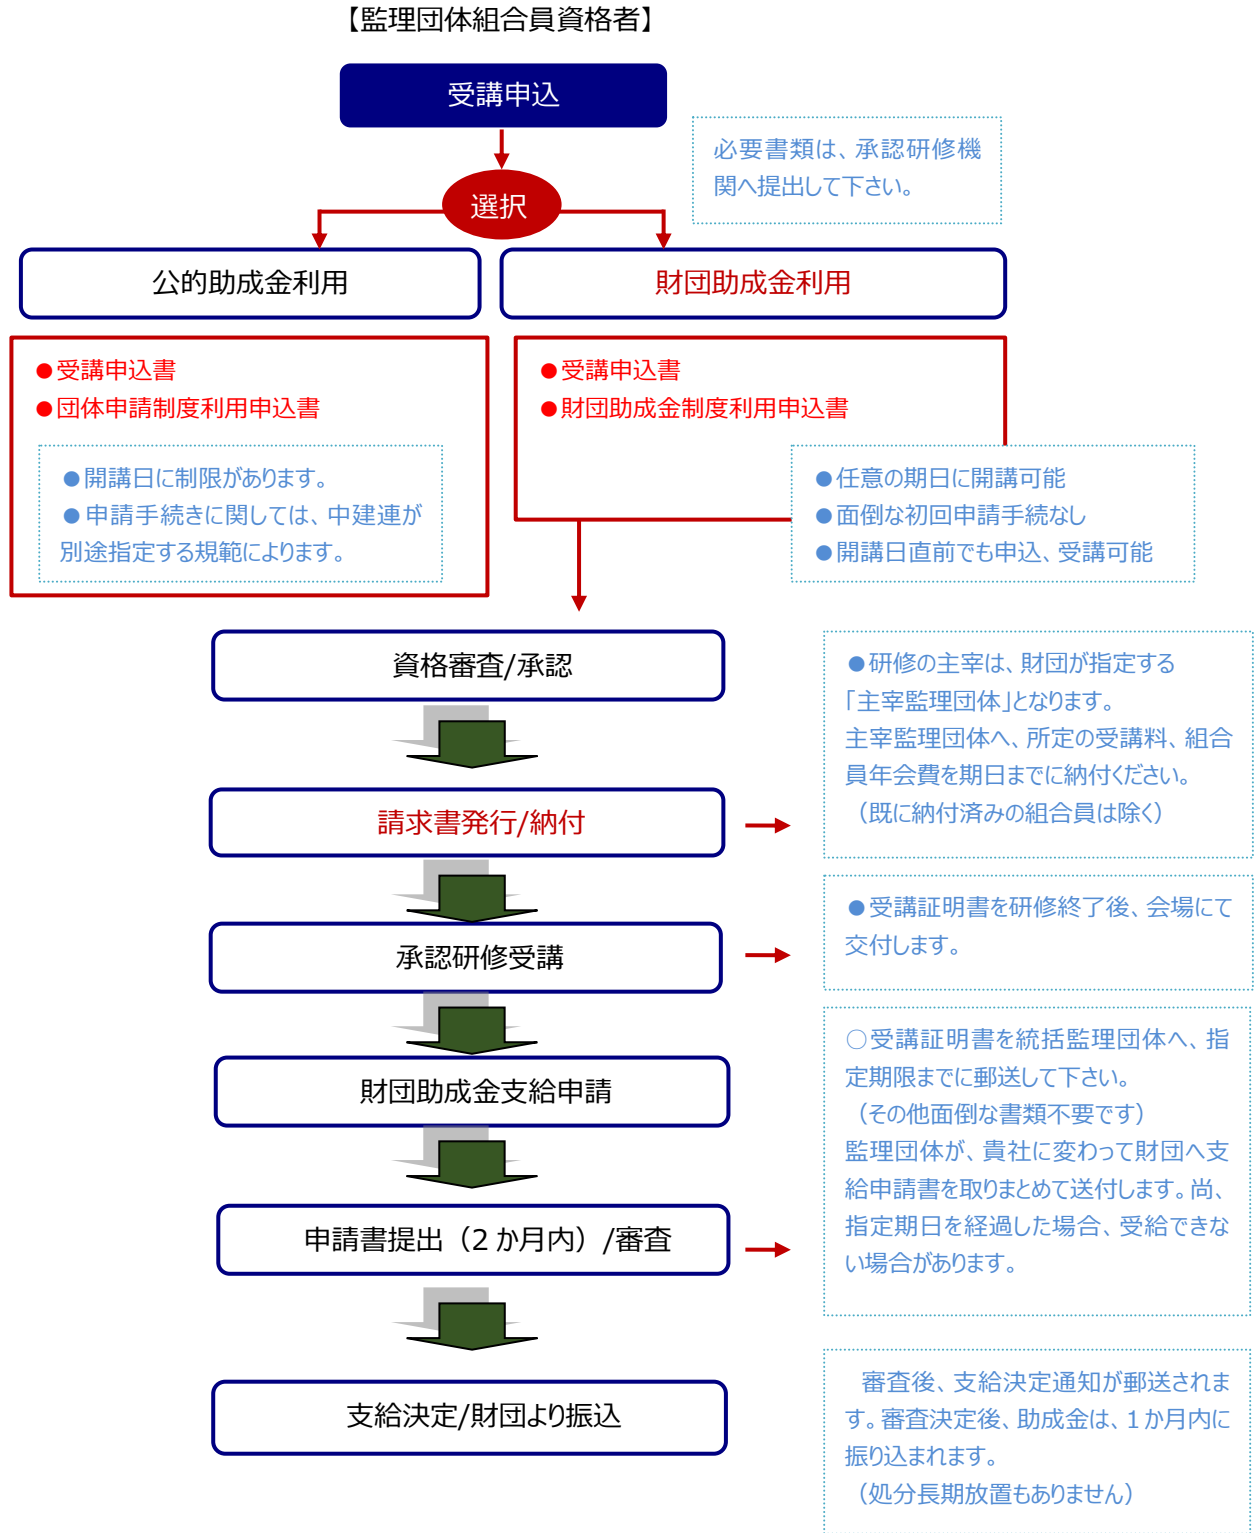 【監理団体組合員資格者】
受講申込
必要書類は、承認研修機
関へ提出して下さい。
選択
公的助成金利用
財団助成金利用
●受講申込書
●団体申請制度利用申込書
●開講日に制限があります。
●申請手続きに関しては、中建連が
別途指定する規範によります。
●受講申込書
●財団助成金制度利用申込書
●任意の期日に開講可能
●面倒な初回申請手続なし
●開講日直前でも申込、受講可能
資格審査/承認
●研修の主宰は、財団が指定する
「主宰監理団体」となります。
主宰監理団体へ、所定の受講料、組合
員年会費を期日までに納付ください。
（既に納付済みの組合員は除く）
請求書発行/納付
●受講証明書を研修終了後、会場にて
交付します。
承認研修受講
○受講証明書を統括監理団体へ、指
定期限までに郵送して下さい。
（その他面倒な書類不要です）
監理団体が、貴社に変わって財団へ支
給申請書を取りまとめて送付します。尚、
指定期日を経過した場合、受給できな
い場合があります。
財団助成金支給申請
申請書提出（2か月内）/審査
審査後、支給決定通知が郵送されま
す。審査決定後、助成金は、1か月内に
振り込まれます。
（処分長期放置もありません）
支給決定/財団より振込